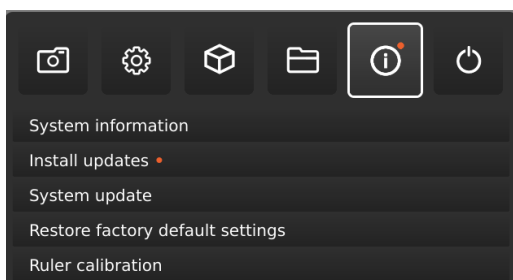 System information
Install updates
System update
Restore factory default settings
Ruler calibration